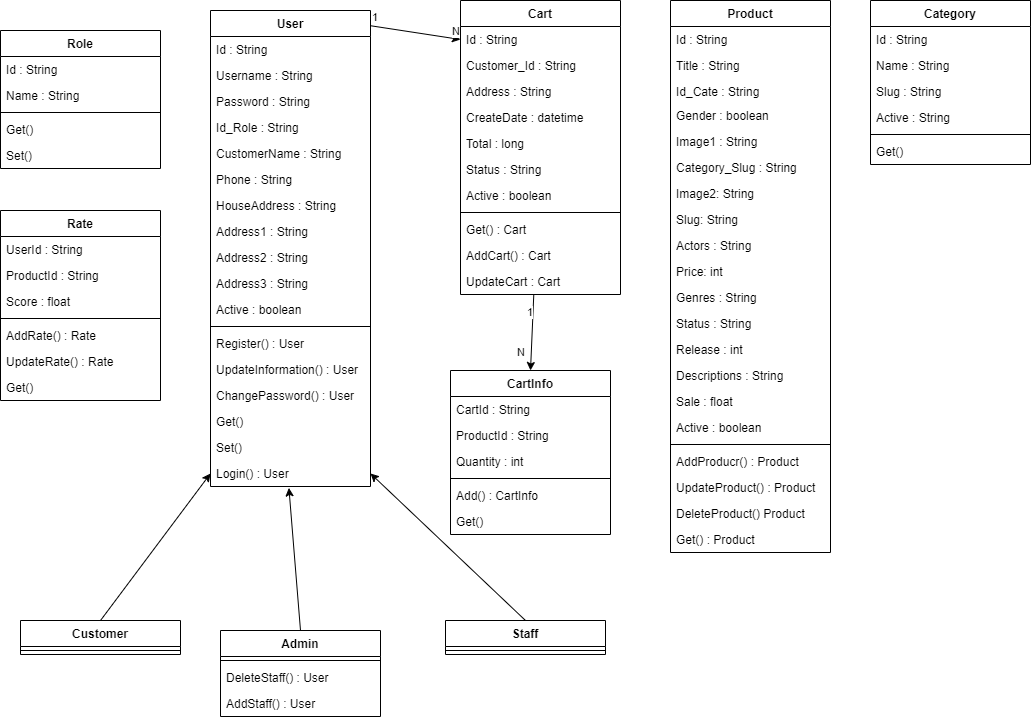 Role
Id : String
Name : String
Get()
Set()
Rate
UserId : String
ProductId : String
Score : float
AddRate() : Rate
UpdateRate() : Rate
Get()
User
Id : String
Username : String
Password : String
Id_Role : String
CustomerName : String
Phone : String
HouseAddress : String
Address1 : String
Address2 : String
Address3 : String
Active : boolean
Register() : User
UpdateInformation() : User
ChangePassword() : User
Get()
Set()
Login() : User
1
N
Cart
Id : String
Customer_Id : String
Address : String
CreateDate : datetime
Total : long
Status : String
Active : boolean
Get() : Cart
AddCart() : Cart
UpdateCart : Cart
1
N
CartInfo
CartId : String
ProductId : String
Quantity : int
Add() : CartInfo
Get()
Product
Id : String
Title : String
Id_Cate : String
Gender : boolean
Image1 : String
Category_Slug : String
Image2: String
Slug: String
Actors : String
Price: int
Genres : String
Status : String
Release : int
Descriptions : String
Sale : float
Active : boolean
AddProducr() : Product
UpdateProduct() : Product
DeleteProduct() Product
Get() : Product
Category
Id : String
Name : String
Slug : String
Active : String
Get()
Customer
Admin
DeleteStaff() : User
AddStaff() : User
Staff